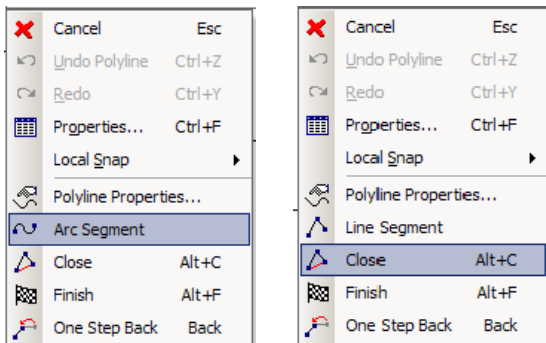 Cancel Esc
Undo Polyline Ctrl+Z
Redo Ctrl+Y
Properties... Ctrl+F
Local Snap
Polyline Properties...
Arc Segment
Close Alt+C
Finish Alt+F
One Step Back Back
Cancel Esc
Undo Polyline Ctrl+Z
Redo Ctrl+Y
Properties... Ctrl+F
Local Snap
Polyline Properties...
Line Segment
Close Alt+C
Finish Alt+F
One Step Back Back